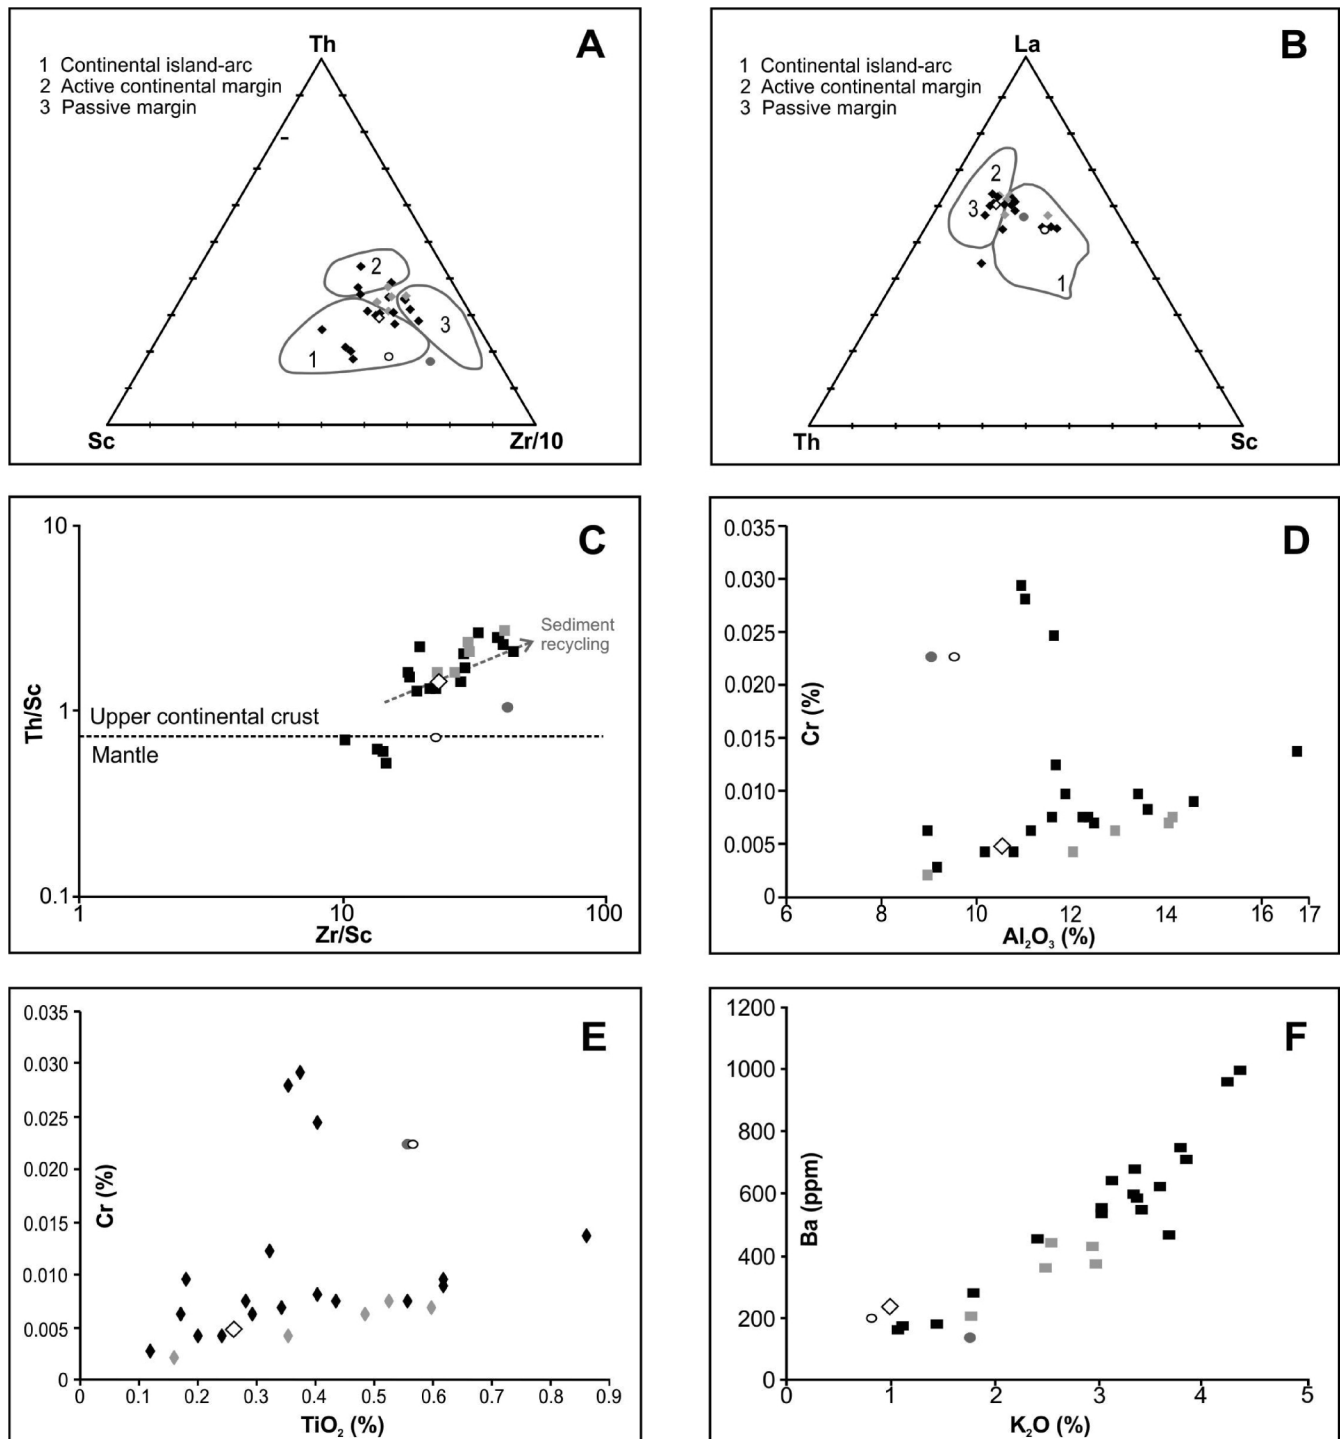 A
Th
1 Continental island-arc
2 Active continental margin
3 Passive margin
2
3
1
Sc
Zr/10
B
La
1 Continental island-arc
2 Active continental margin
3 Passive margin
2
3
1
Th
Sc
C
10
Th/Sc
Sediment
recycling
1
Upper continental crust
Mantle
0.1
1
10
100
Zr/Sc
D
0.035
0.030
0.025
0.020
0.015
0.010
0.005
0
Cr (%)
6
8
10
12
14
16
17
Al₂O₃ (%)
E
0.035
0.030
0.025
0.020
0.015
0.010
0.005
0
Cr (%)
0
0.1
0.2
0.3
0.4
0.5
0.6
0.7
0.8
0.9
TiO₂ (%)
F
1200
1000
800
600
400
200
0
Ba (ppm)
0
1
2
3
4
5
K₂O (%)